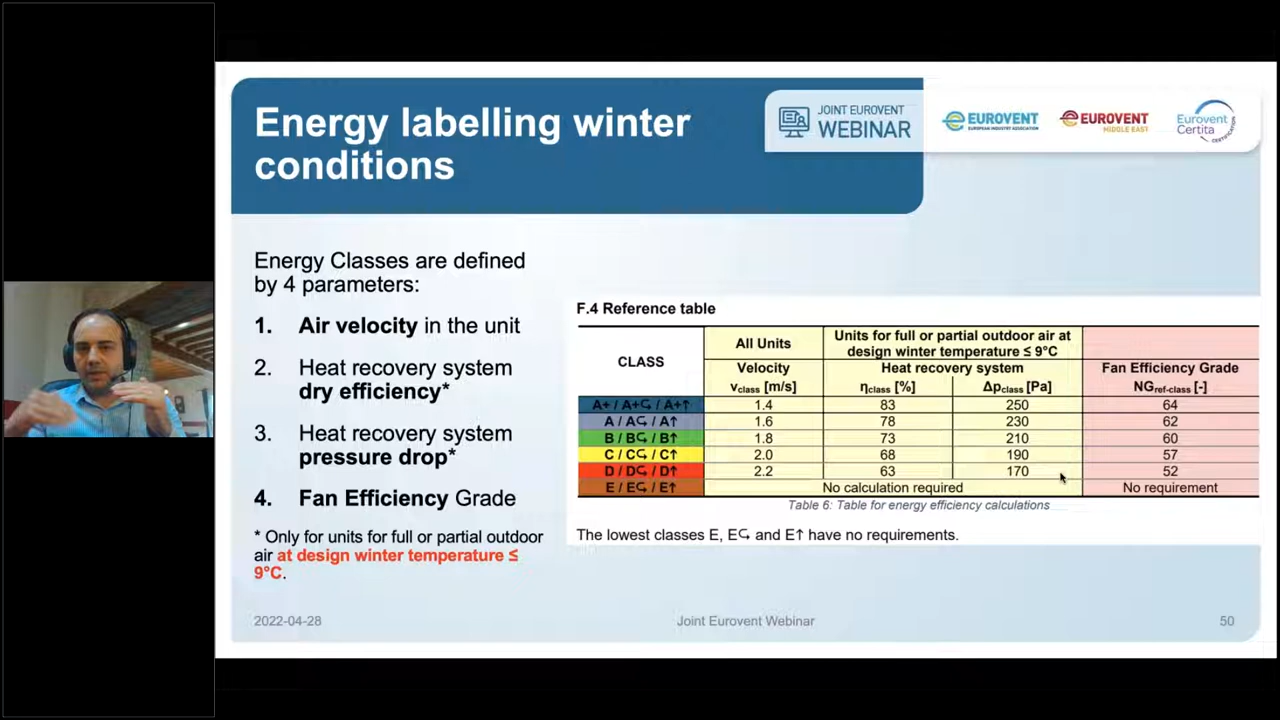 Energy labelling winter
conditions
JOINT EUROVENT
WEBINAR
EUROVENT
EUROPEAN INDUSTRY ASSOCIATION
EUROVENT
MIDDLE EAST
Eurovent
Certita
CERTIFICATION
Energy Classes are defined
by 4 parameters:
1. Air velocity in the unit
2. Heat recovery system
dry efficiency*
3. Heat recovery system
pressure drop*
4. Fan Efficiency Grade
* Only for units for full or partial outdoor
air at design winter temperature ≤
9°C.
F.4 Reference table
CLASS
All Units
Units for full or partial outdoor air at
design winter temperature ≤ 9°C
Velocity
vclass [m/s]
Heat recovery system
ηclass [%] Δpclass [Pa]
Fan Efficiency Grade
NGref-class [-]
A+ / A+⮎ / A+↑ 1.4 83 250 64
A / A⮎ / A↑ 1.6 78 230 62
B / B⮎ / B↑ 1.8 73 210 60
C / C⮎ / C↑ 2.0 68 190 57
D / D⮎ / D↑ 2.2 63 170 52
E / E⮎ / E↑ No calculation required No requirement
Table 6: Table for energy efficiency calculations
The lowest classes E, E⮎ and E↑ have no requirements.
2022-04-28 Joint Eurovent Webinar 50